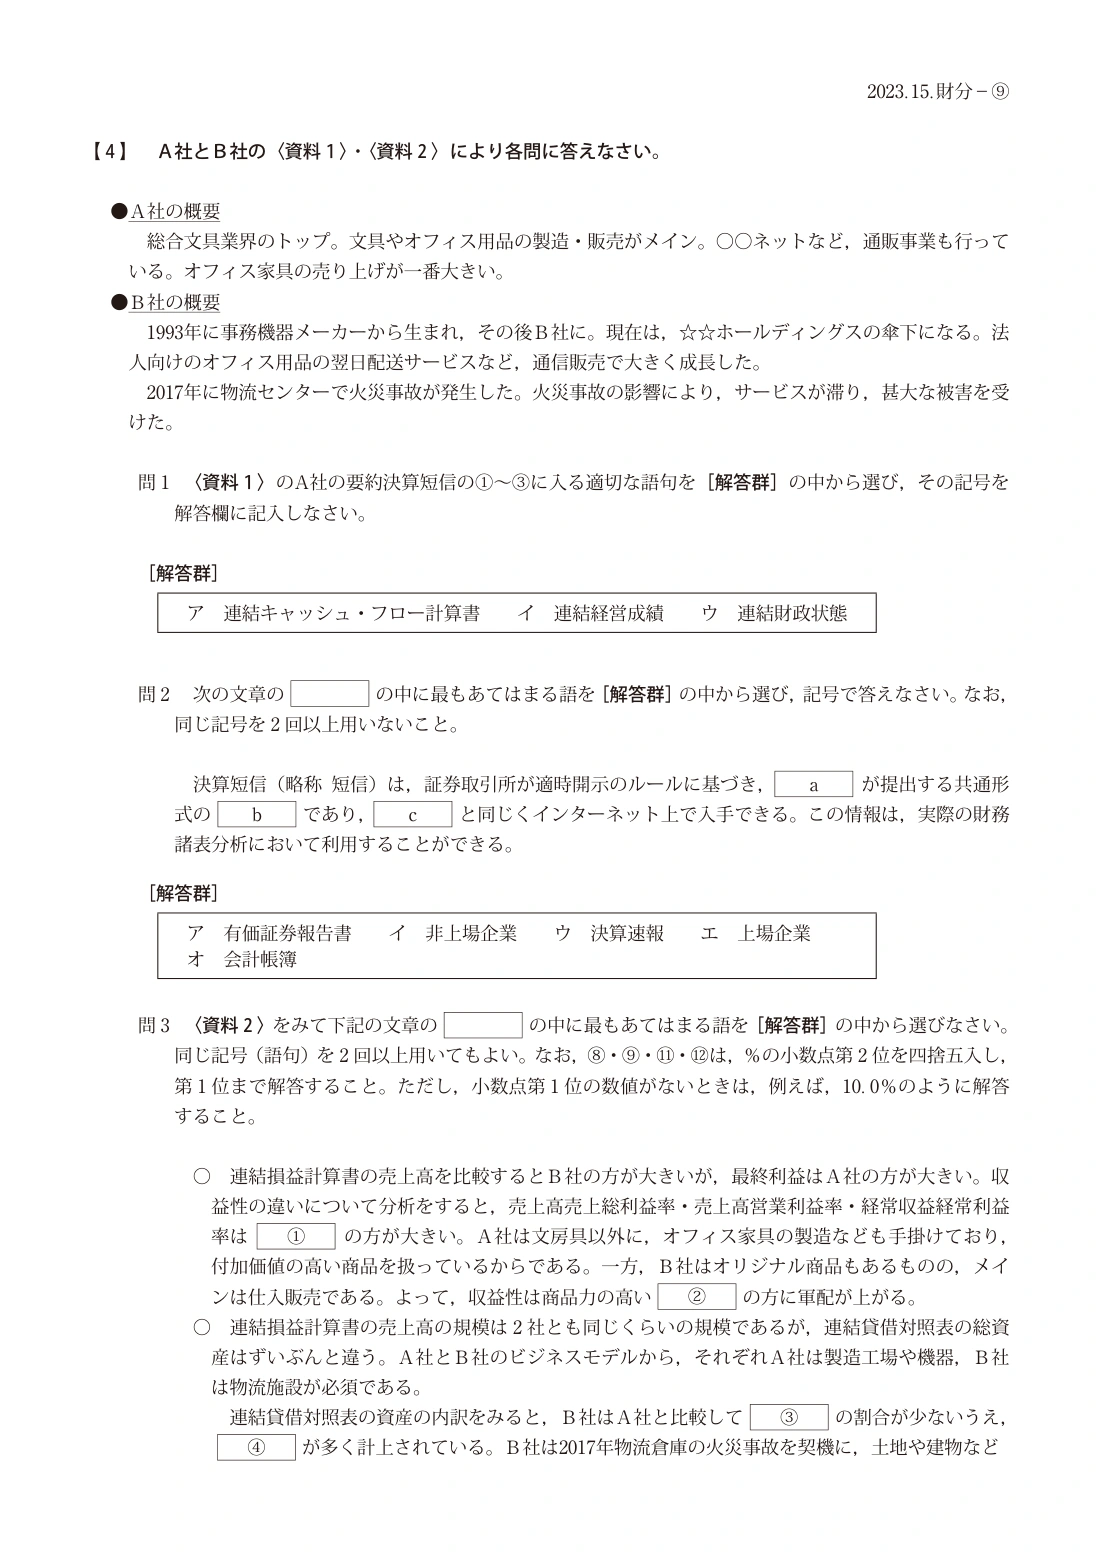 2023.15.財分－⑨
【4】　A社とB社の〈資料1〉・〈資料2〉により各問に答えなさい。
●A社の概要
総合文具業界のトップ。文具やオフィス用品の製造・販売がメイン。〇〇ネットなど，通販事業も行って
いる。オフィス家具の売り上げが一番大きい。
●B社の概要
1993年に事務機器メーカーから生まれ，その後B社に。現在は，☆☆ホールディングスの傘下になる。法
人向けのオフィス用品の翌日配送サービスなど，通信販売で大きく成長した。
2017年に物流センターで火災事故が発生した。火災事故の影響により，サービスが滞り，甚大な被害を受
けた。
問1　〈資料1〉のA社の要約決算短信の①〜③に入る適切な語句を［解答群］の中から選び，その記号を
解答欄に記入しなさい。
［解答群］
ア　連結キャッシュ・フロー計算書　　イ　連結経営成績　　ウ　連結財政状態
問2　次の文章の　　　の中に最もあてはまる語を［解答群］の中から選び，記号で答えなさい。なお，
同じ記号を2回以上用いないこと。
決算短信（略称 短信）は，証券取引所が適時開示のルールに基づき， a が提出する共通形
式の b であり， c と同じくインターネット上で入手できる。この情報は，実際の財務
諸表分析において利用することができる。
［解答群］
ア　有価証券報告書　　イ　非上場企業　　ウ　決算速報　　エ　上場企業
オ　会計帳簿
問3　〈資料2〉をみて下記の文章の　　　の中に最もあてはまる語を［解答群］の中から選びなさい。
同じ記号（語句）を2回以上用いてもよい。なお，⑧・⑨・⑪・⑫は，％の小数点第2位を四捨五入し，
第1位まで解答すること。ただし，小数点第1位の数値がないときは，例えば，10.0％のように解答
すること。
〇　連結損益計算書の売上高を比較するとB社の方が大きいが，最終利益はA社の方が大きい。収
益性の違いについて分析をすると，売上高売上総利益率・売上高営業利益率・経常収益経常利益
率は ① の方が大きい。A社は文房具以外に，オフィス家具の製造なども手掛けており，
付加価値の高い商品を扱っているからである。一方，B社はオリジナル商品もあるものの，メイ
ンは仕入販売である。よって，収益性は商品力の高い ② の方に軍配が上がる。
〇　連結損益計算書の売上高の規模は2社とも同じくらいの規模であるが，連結貸借対照表の総資
産はずいぶんと違う。A社とB社のビジネスモデルから，それぞれA社は製造工場や機器，B社
は物流施設が必須である。
連結貸借対照表の資産の内訳をみると，B社はA社と比較して ③ の割合が少ないうえ，
④ が多く計上されている。B社は2017年物流倉庫の火災事故を契機に，土地や建物など